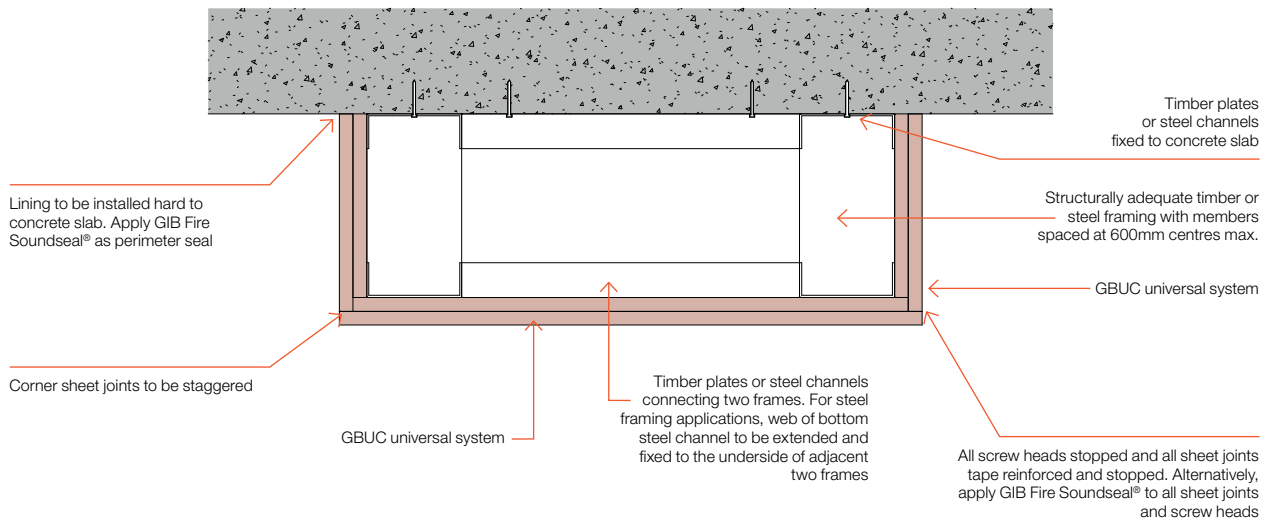 Timber plates
or steel channels
fixed to concrete slab
Lining to be installed hard to
concrete slab. Apply GIB Fire
Soundseal® as perimeter seal
Structurally adequate timber or
steel framing with members
spaced at 600mm centres max.
GBUC universal system
Corner sheet joints to be staggered
Timber plates or steel channels
connecting two frames. For steel
framing applications, web of bottom
steel channel to be extended and
fixed to the underside of adjacent
two frames
GBUC universal system
All screw heads stopped and all sheet joints
tape reinforced and stopped. Alternatively,
apply GIB Fire Soundseal® to all sheet joints
and screw heads